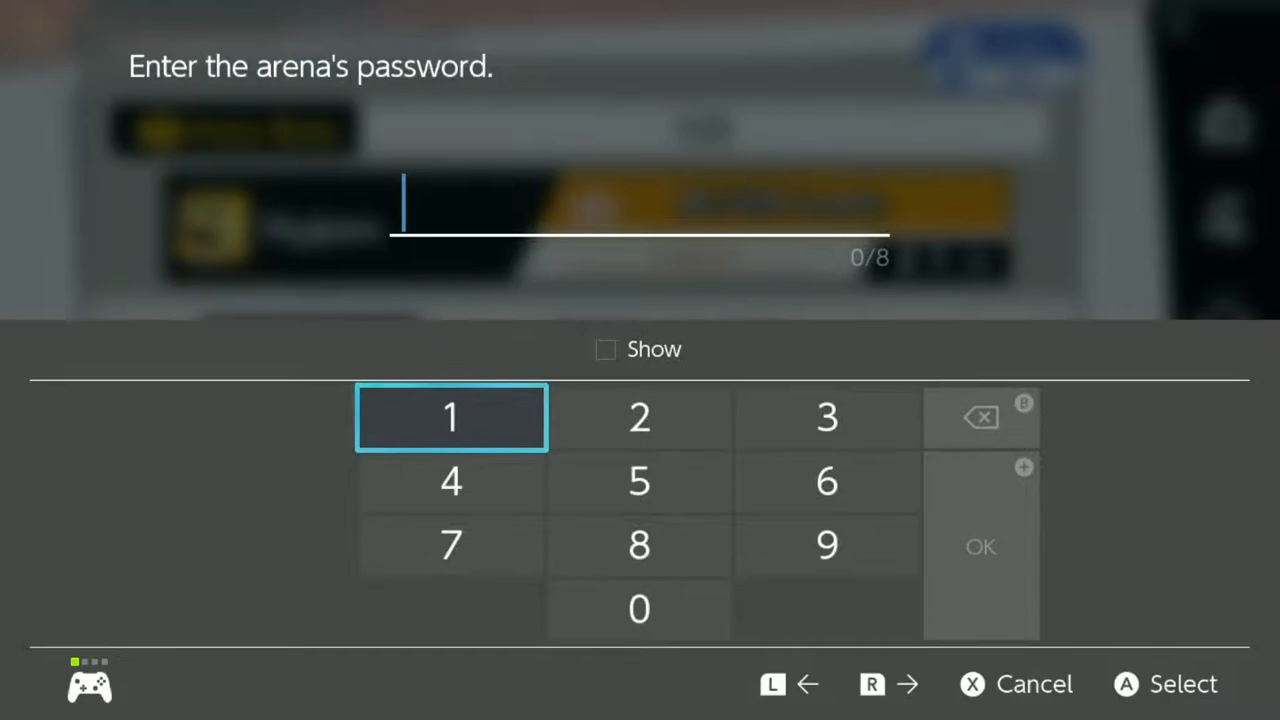 Enter the arena's password.
0/8
Show
1 2 3 B
4 5 6 +
7 8 9 OK
0
L ← R → X Cancel A Select